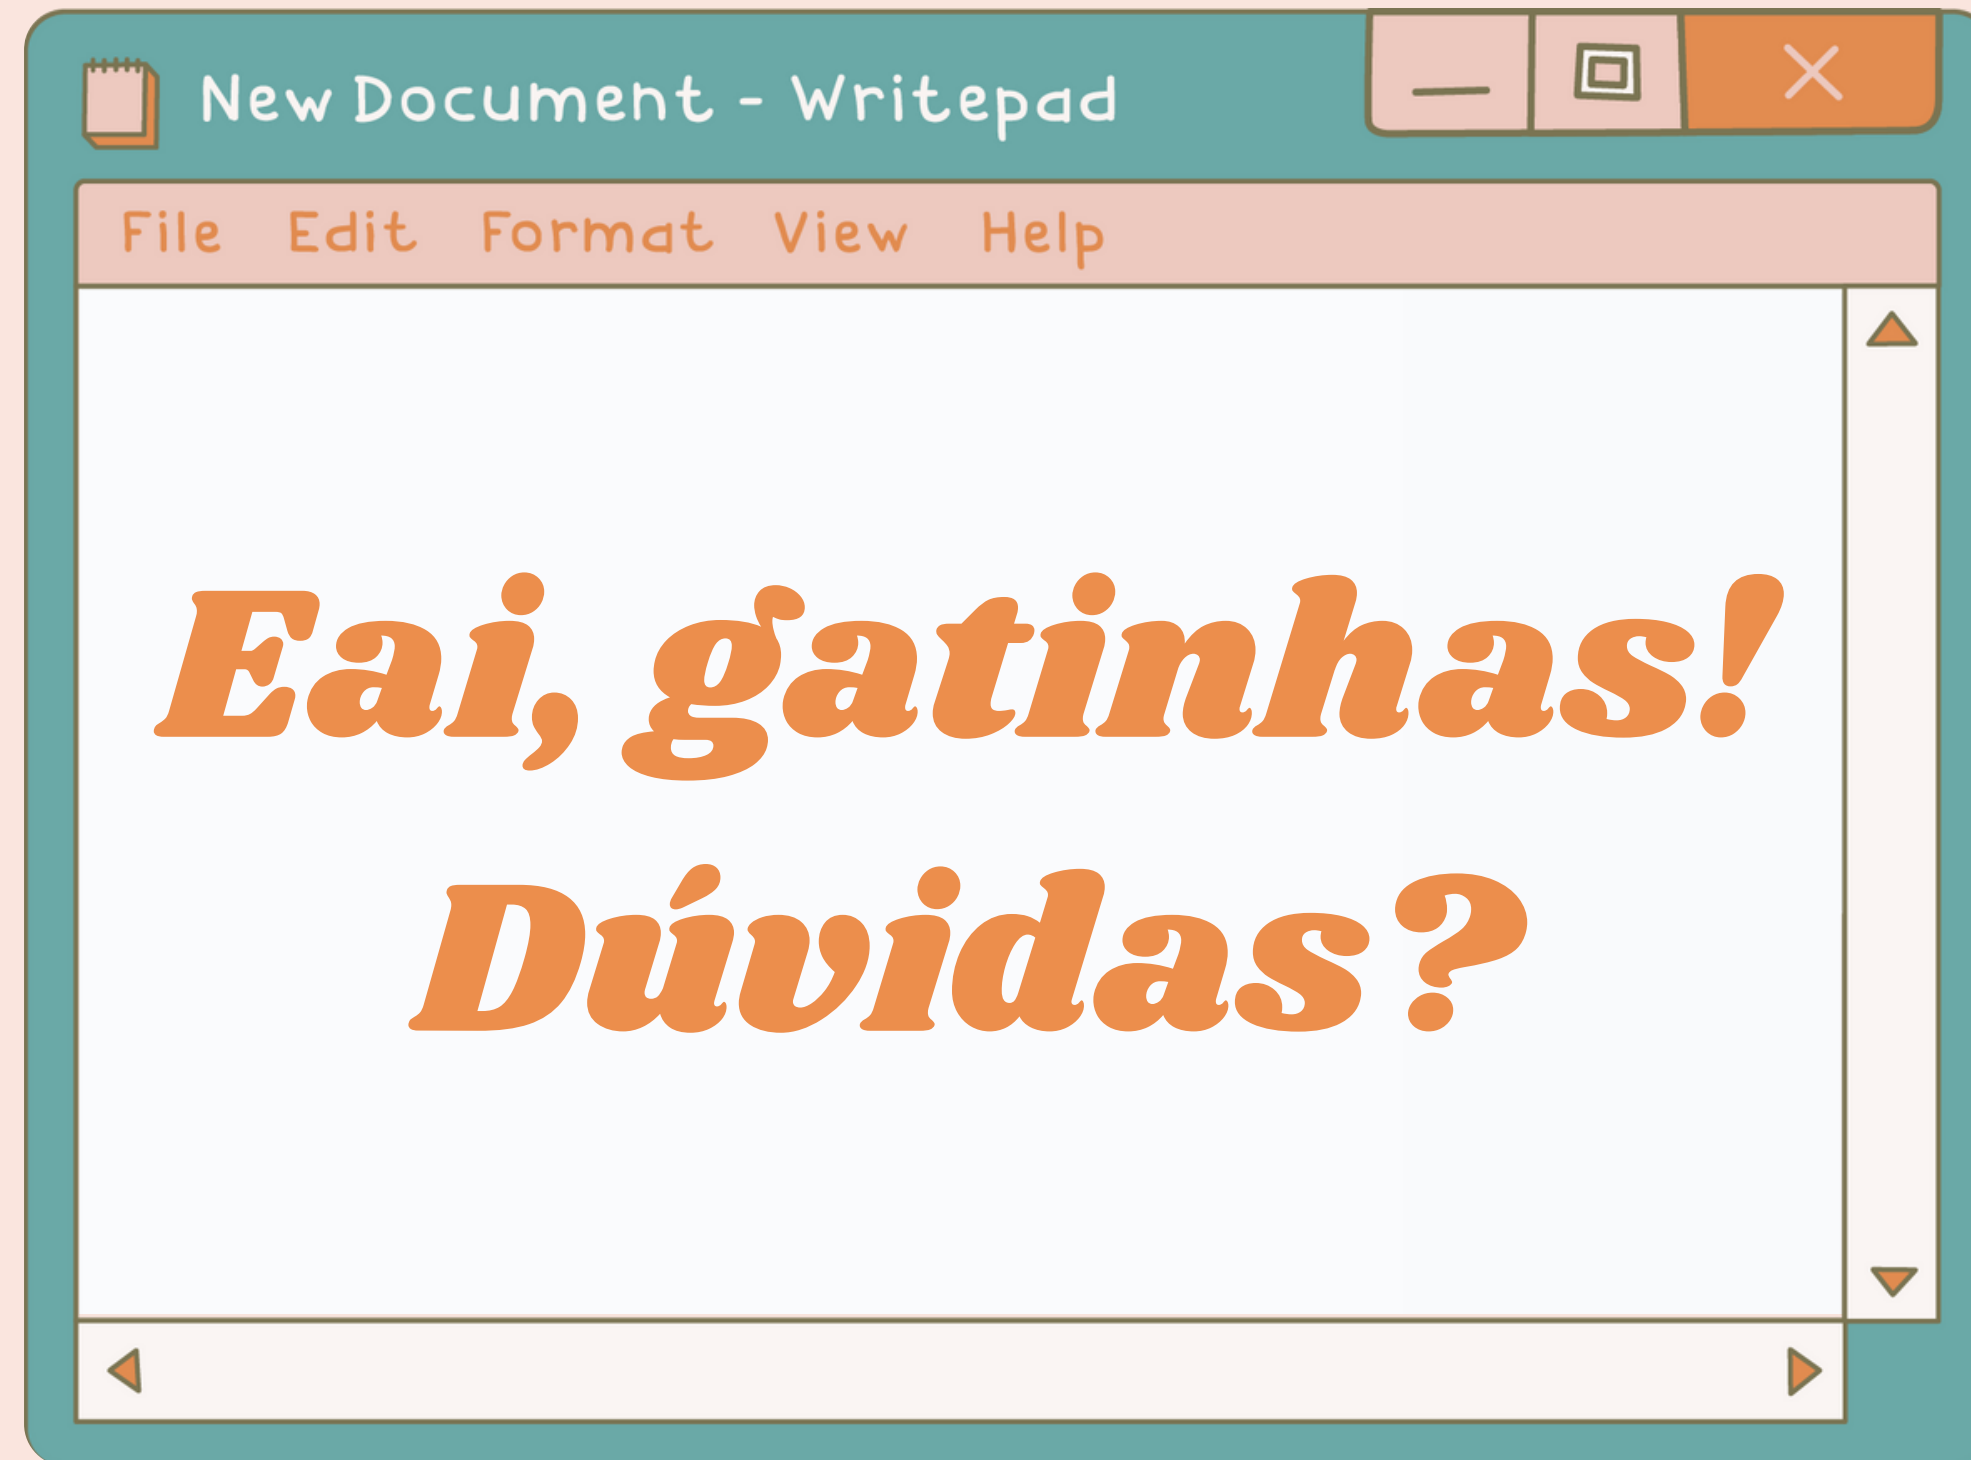 New Document - Writepad
File Edit Format View Help
Eai, gatinhas!
Dúvidas?